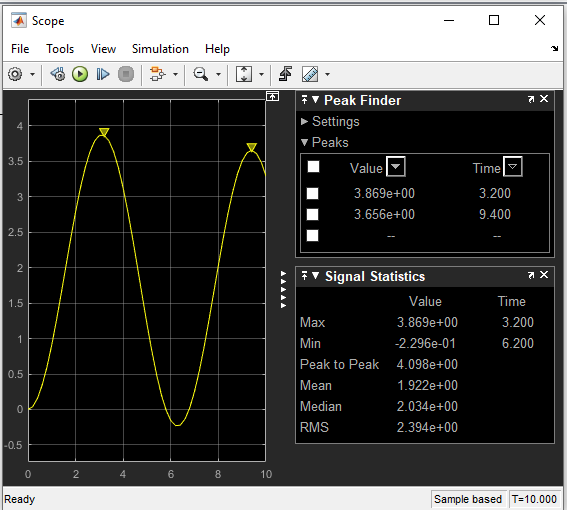 Scope
File Tools View Simulation Help
4
3.5
3
2.5
2
1.5
1
0.5
0
-0.5
0 2 4 6 8 10
Peak Finder
Settings
Peaks
Value Time
3.869e+00 3.200
3.656e+00 9.400
-- --
Signal Statistics
Value Time
Max 3.869e+00 3.200
Min -2.296e-01 6.200
Peak to Peak 4.098e+00
Mean 1.922e+00
Median 2.034e+00
RMS 2.394e+00
Ready Sample based T=10.000